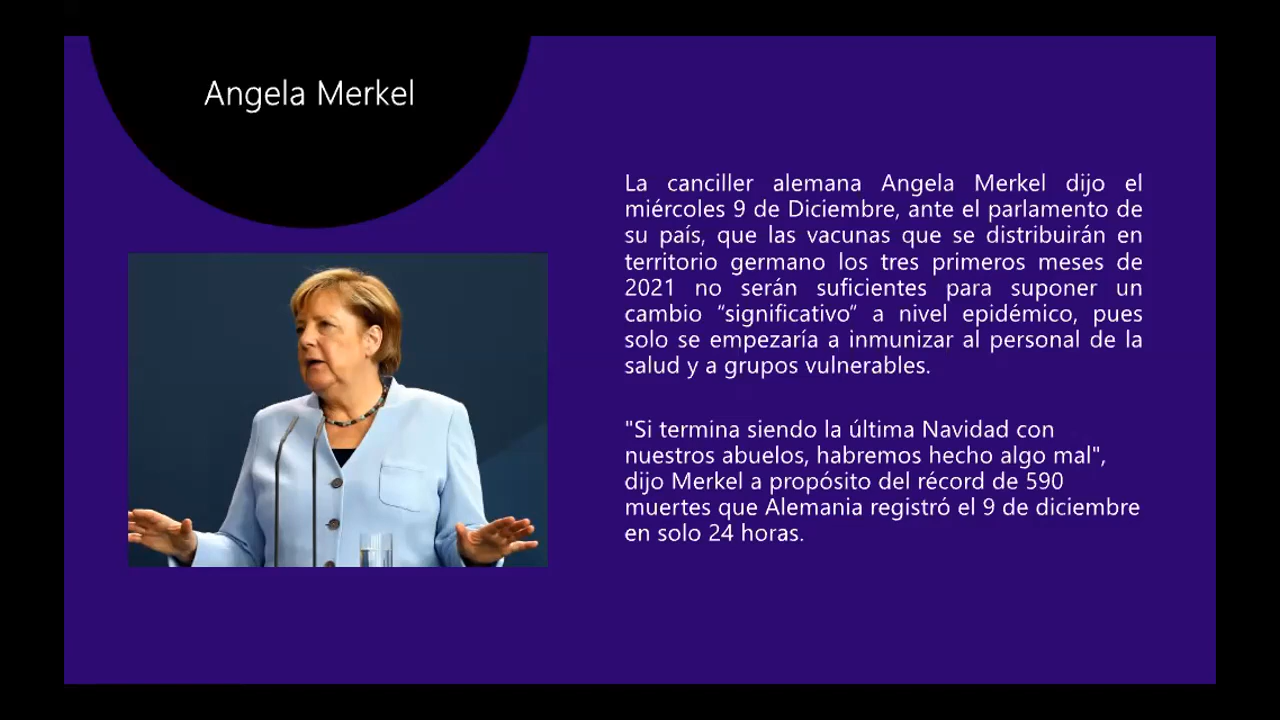 Angela Merkel
La canciller alemana Angela Merkel dijo el
miércoles 9 de Diciembre, ante el parlamento de
su país, que las vacunas que se distribuirán en
territorio germano los tres primeros meses de
2021 no serán suficientes para suponer un
cambio “significativo” a nivel epidémico, pues
solo se empezaría a inmunizar al personal de la
salud y a grupos vulnerables.
"Si termina siendo la última Navidad con
nuestros abuelos, habremos hecho algo mal",
dijo Merkel a propósito del récord de 590
muertes que Alemania registró el 9 de diciembre
en solo 24 horas.